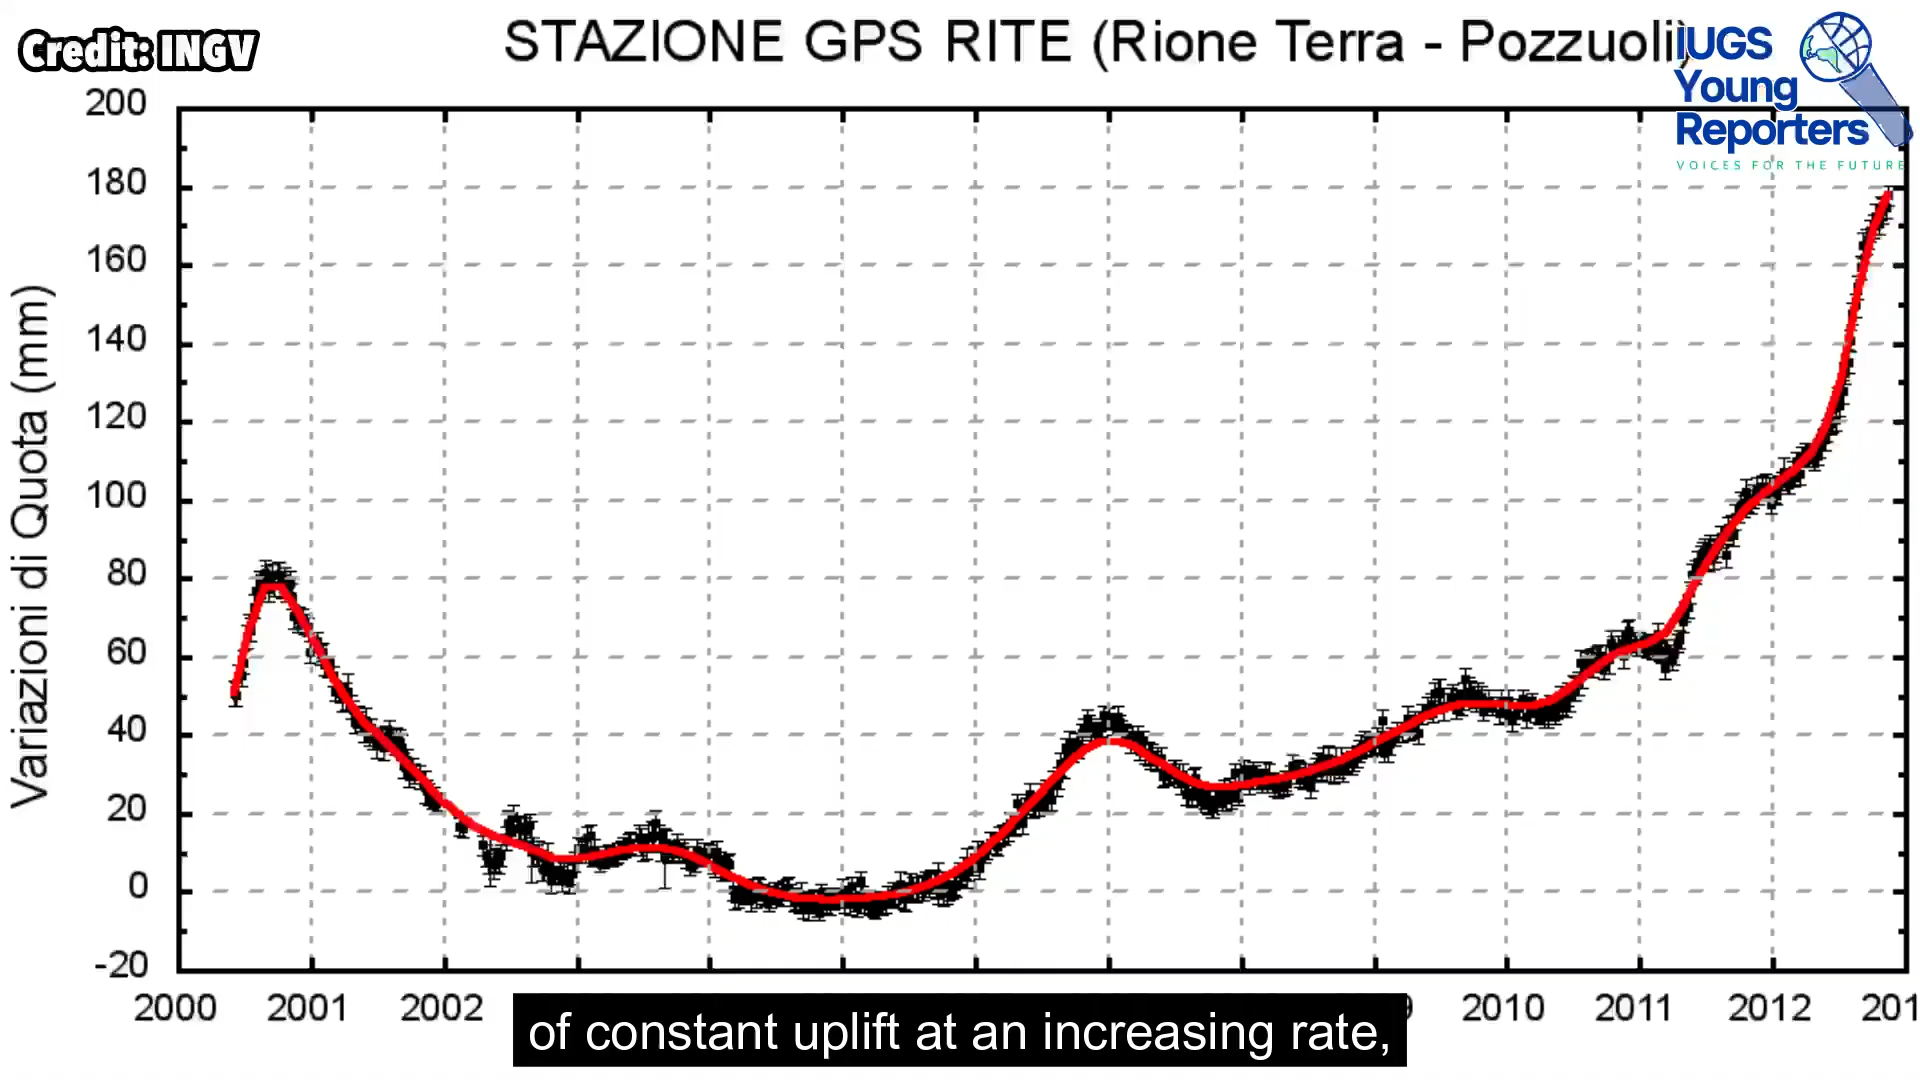 Credit: INGV
STAZIONE GPS RITE (Rione Terra - Pozzuoli)
IUGS
Young
Reporters
VOICES FOR THE FUTURE
Variazioni di Quota (mm)
200
180
160
140
120
100
80
60
40
20
0
-20
2000 2001 2002 2010 2011 2012
of constant uplift at an increasing rate,